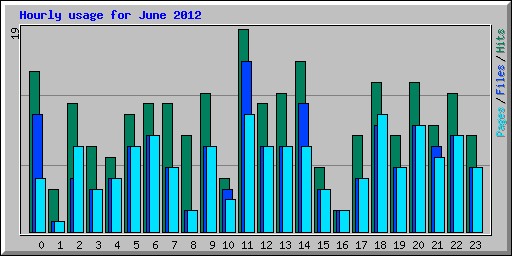 Hourly usage for June 2012
19
Pages/Files/Hits
0 1 2 3 4 5 6 7 8 9 10 11 12 13 14 15 16 17 18 19 20 21 22 23